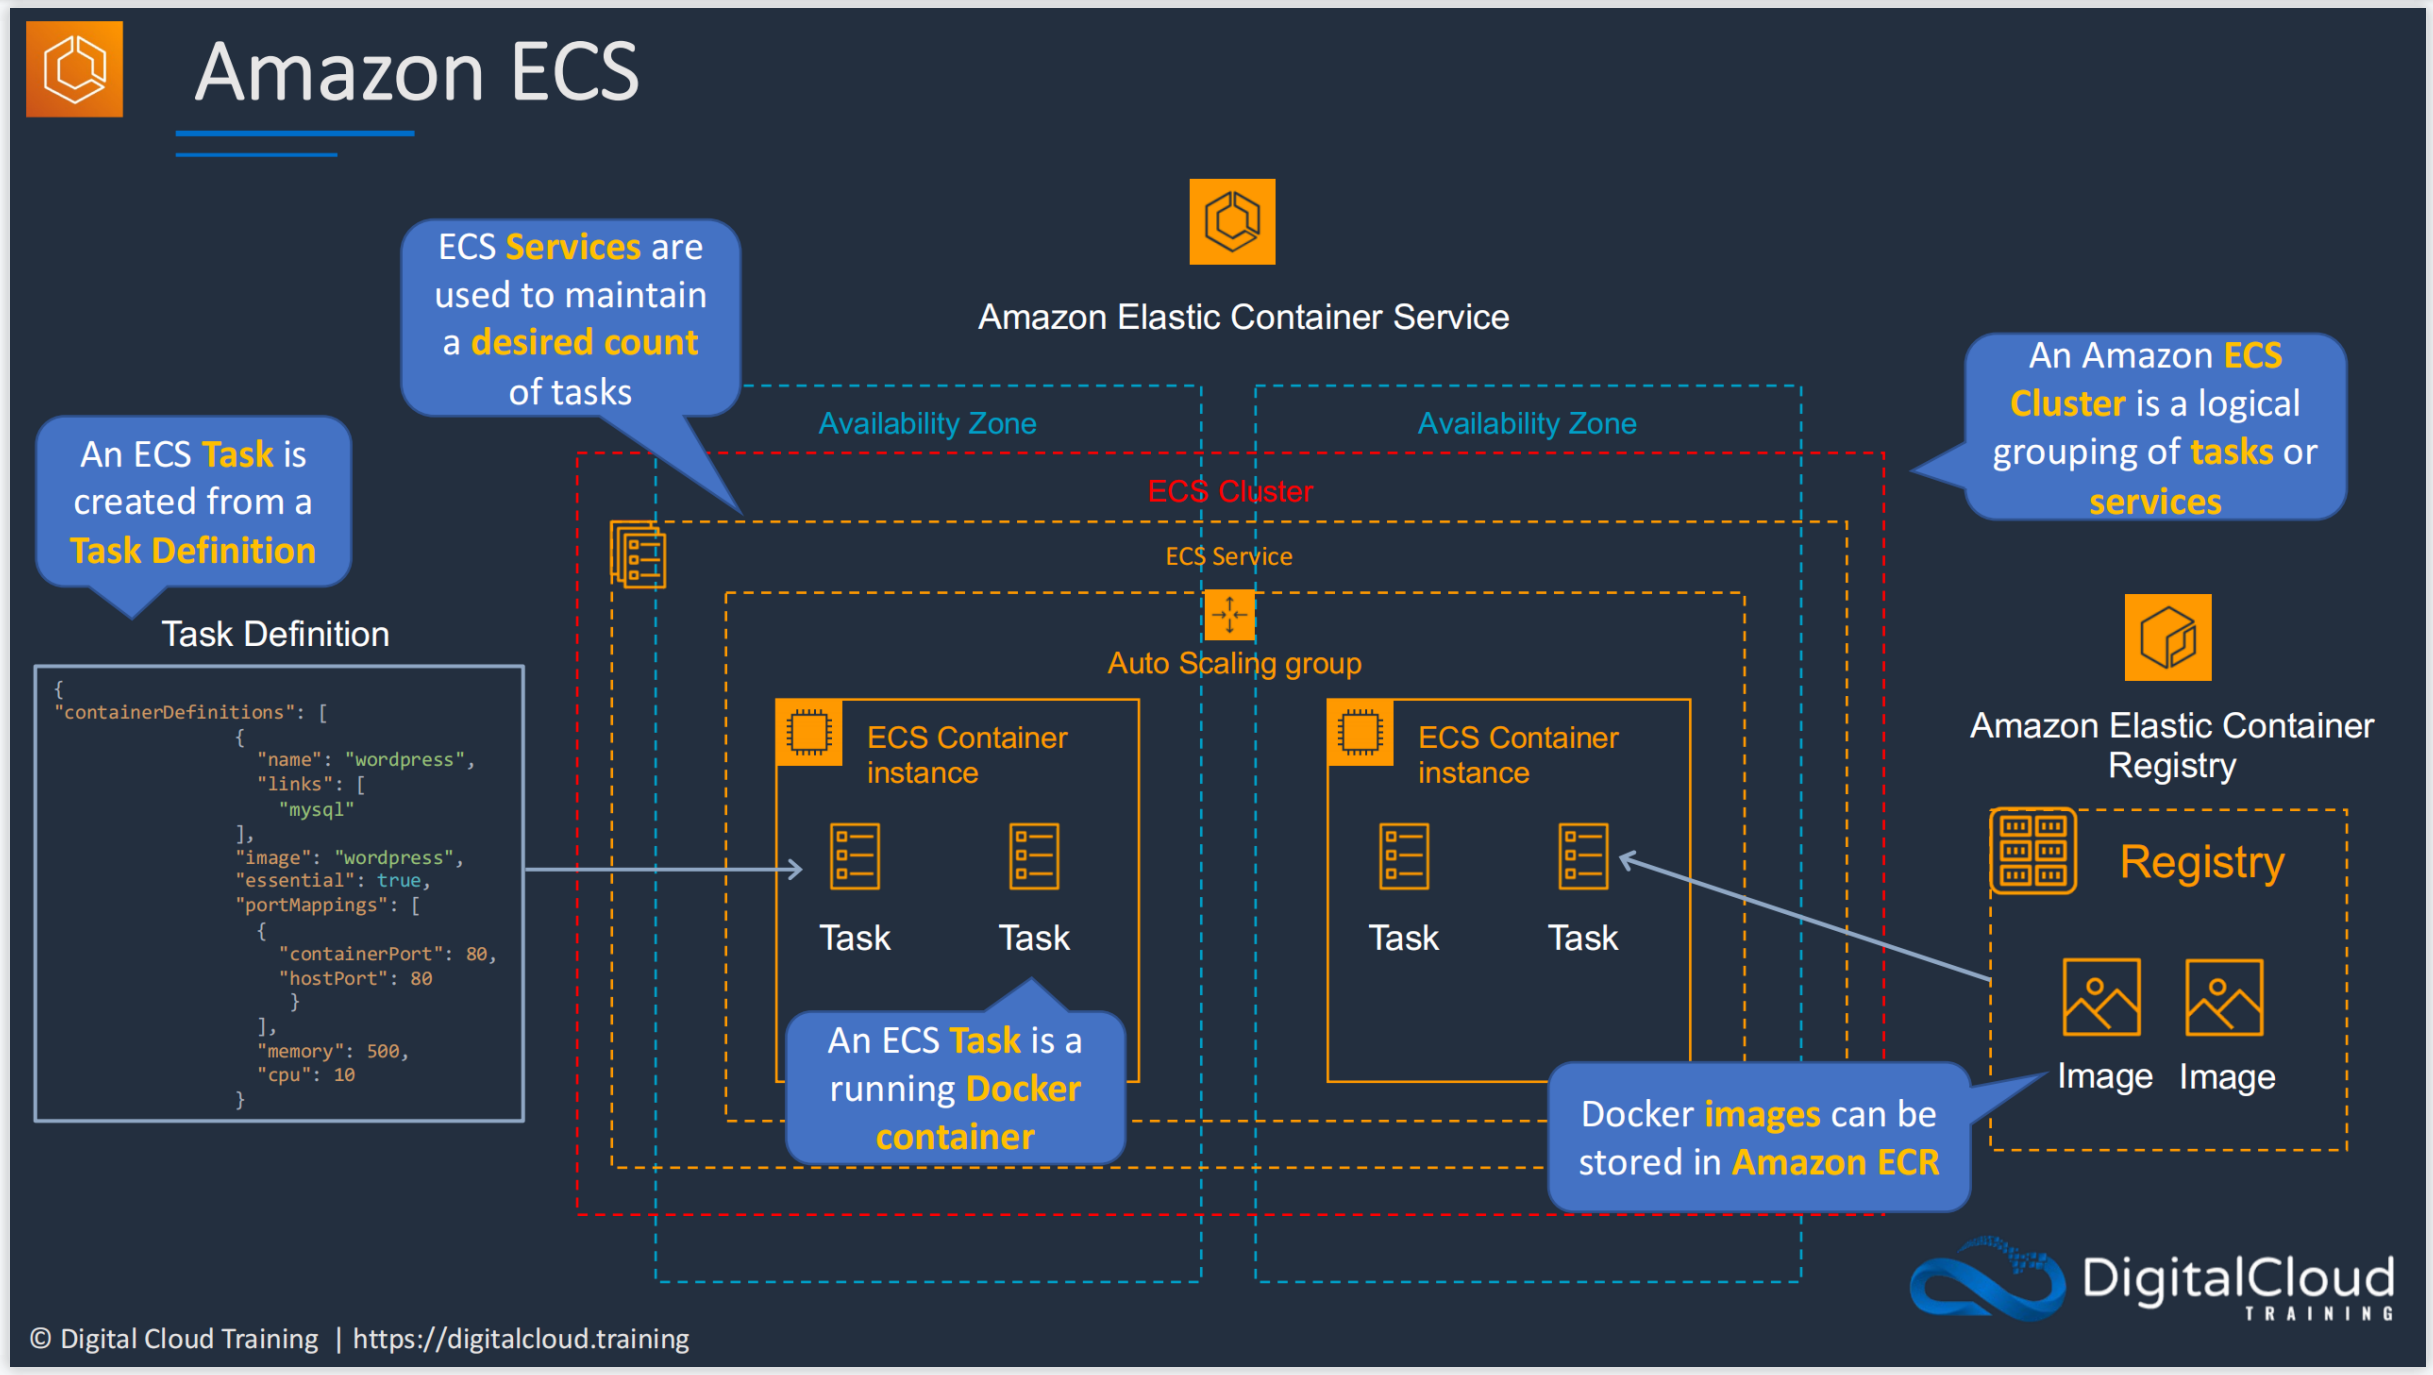 Amazon ECS
Amazon Elastic Container Service
ECS Services are
used to maintain
a desired count
of tasks
An Amazon ECS
Cluster is a logical
grouping of tasks or
services
An ECS Task is
created from a
Task Definition
Availability Zone
Availability Zone
ECS Cluster
ECS Service
Auto Scaling group
Task Definition
{
"containerDefinitions": [
{
"name": "wordpress",
"links": [
"mysql"
],
"image": "wordpress",
"essential": true,
"portMappings": [
{
"containerPort": 80,
"hostPort": 80
}
],
"memory": 500,
"cpu": 10
}
ECS Container
instance
Task
Task
ECS Container
instance
Task
Task
An ECS Task is a
running Docker
container
Amazon Elastic Container
Registry
Registry
Image
Image
Docker images can be
stored in Amazon ECR
DigitalCloud
TRAINING
© Digital Cloud Training | https://digitalcloud.training